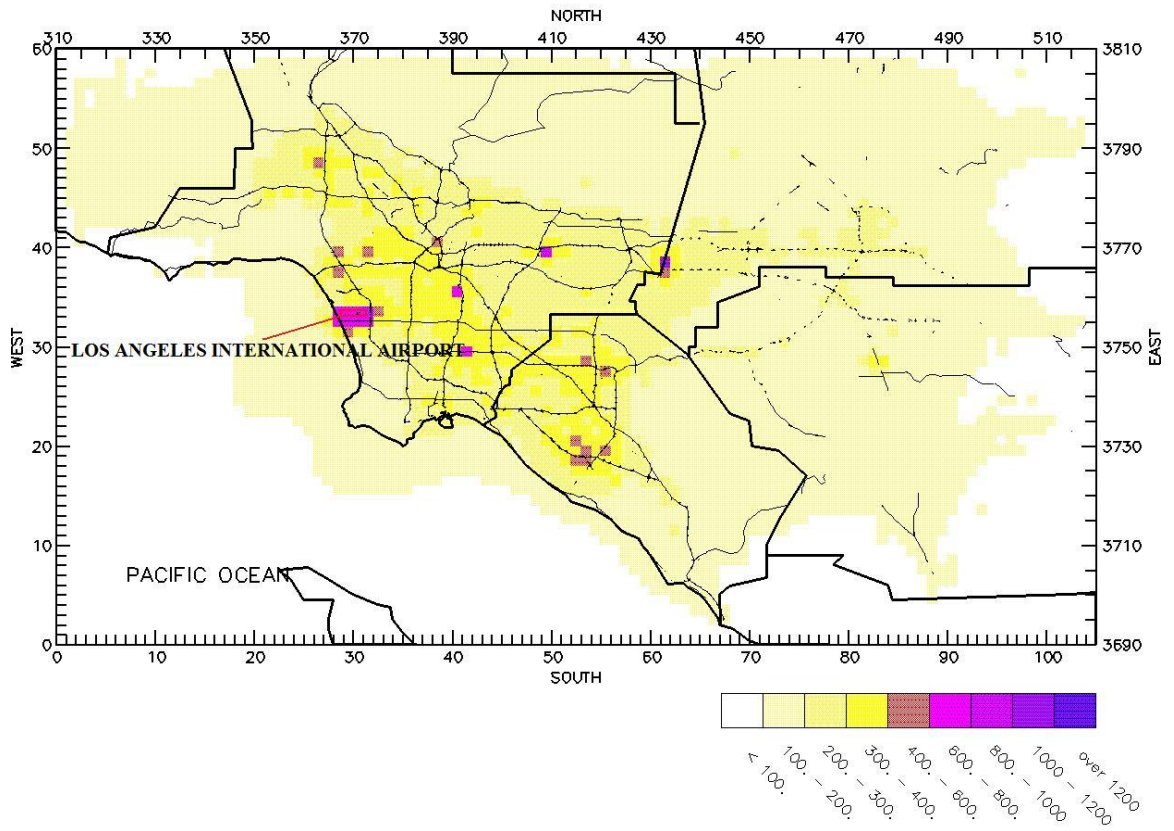 NORTH
310 330 350 370 390 410 430 450 470 490 510
60 3810
50 3790
40 3770
WEST
EAST
LOS ANGELES INTERNATIONAL AIRPORT
30 3750
20 3730
10 3710
PACIFIC OCEAN
0 3690
0 10 20 30 40 50 60 70 80 90 100
SOUTH
< 100.
100. - 200.
200. - 300.
300. - 400.
400. - 600.
600. - 800.
800. - 1000
1000 - 1200
over 1200